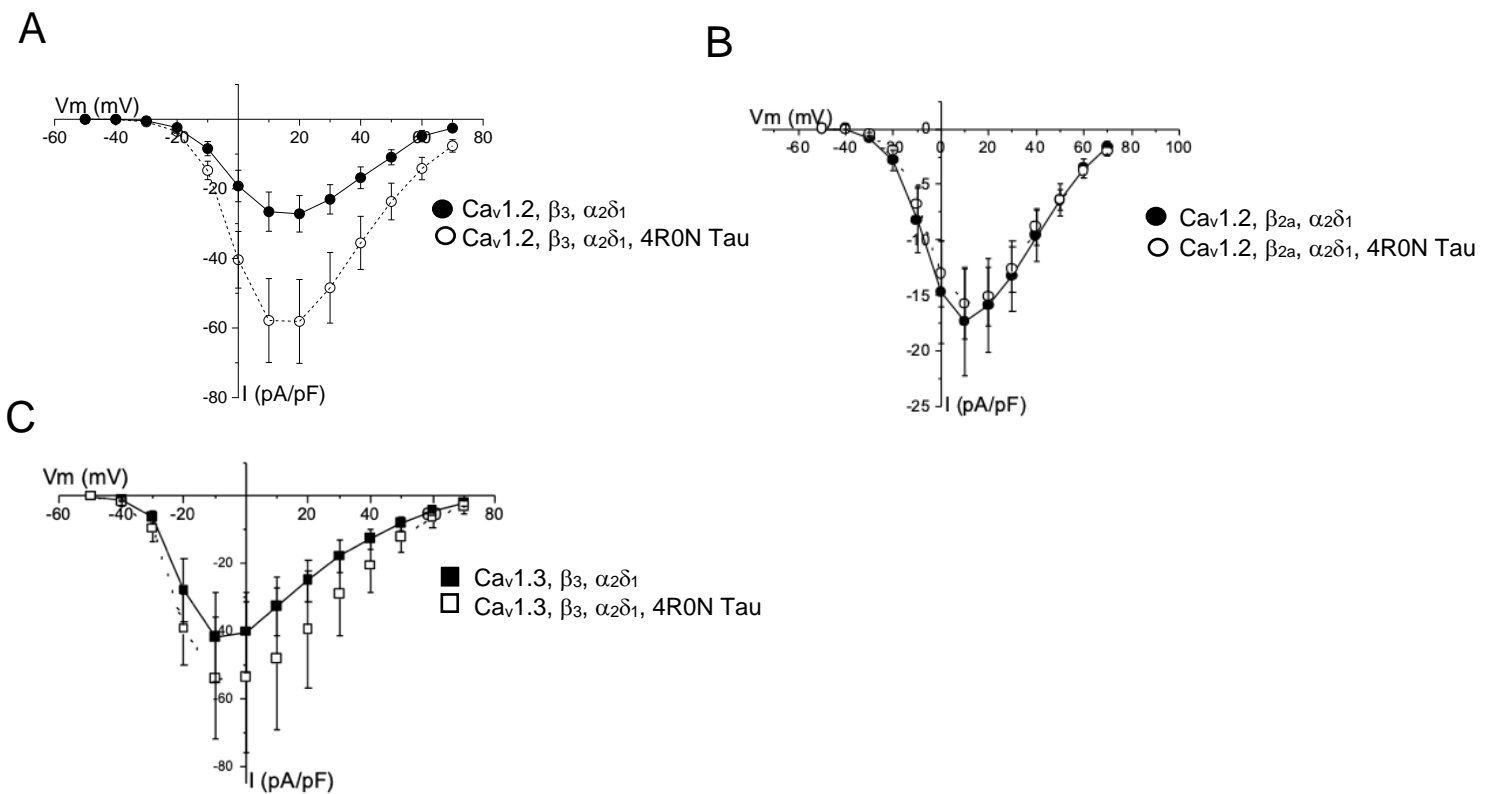 A
Vm (mV)
-60 -40 -20 20 40 60 80
-20
-40
-60
-80
I (pA/pF)
Caᵥ1.2, β₃, α₂δ₁
Caᵥ1.2, β₃, α₂δ₁, 4R0N Tau
B
Vm (mV)
-60 -40 -20 0 20 40 60 80 100
0
-5
-10
-15
-20
-25
I (pA/pF)
Caᵥ1.2, β₂ₐ, α₂δ₁
Caᵥ1.2, β₂ₐ, α₂δ₁, 4R0N Tau
C
Vm (mV)
-60 -40 -20 20 40 60 80
-20
-40
-60
-80
I (pA/pF)
Caᵥ1.3, β₃, α₂δ₁
Caᵥ1.3, β₃, α₂δ₁, 4R0N Tau